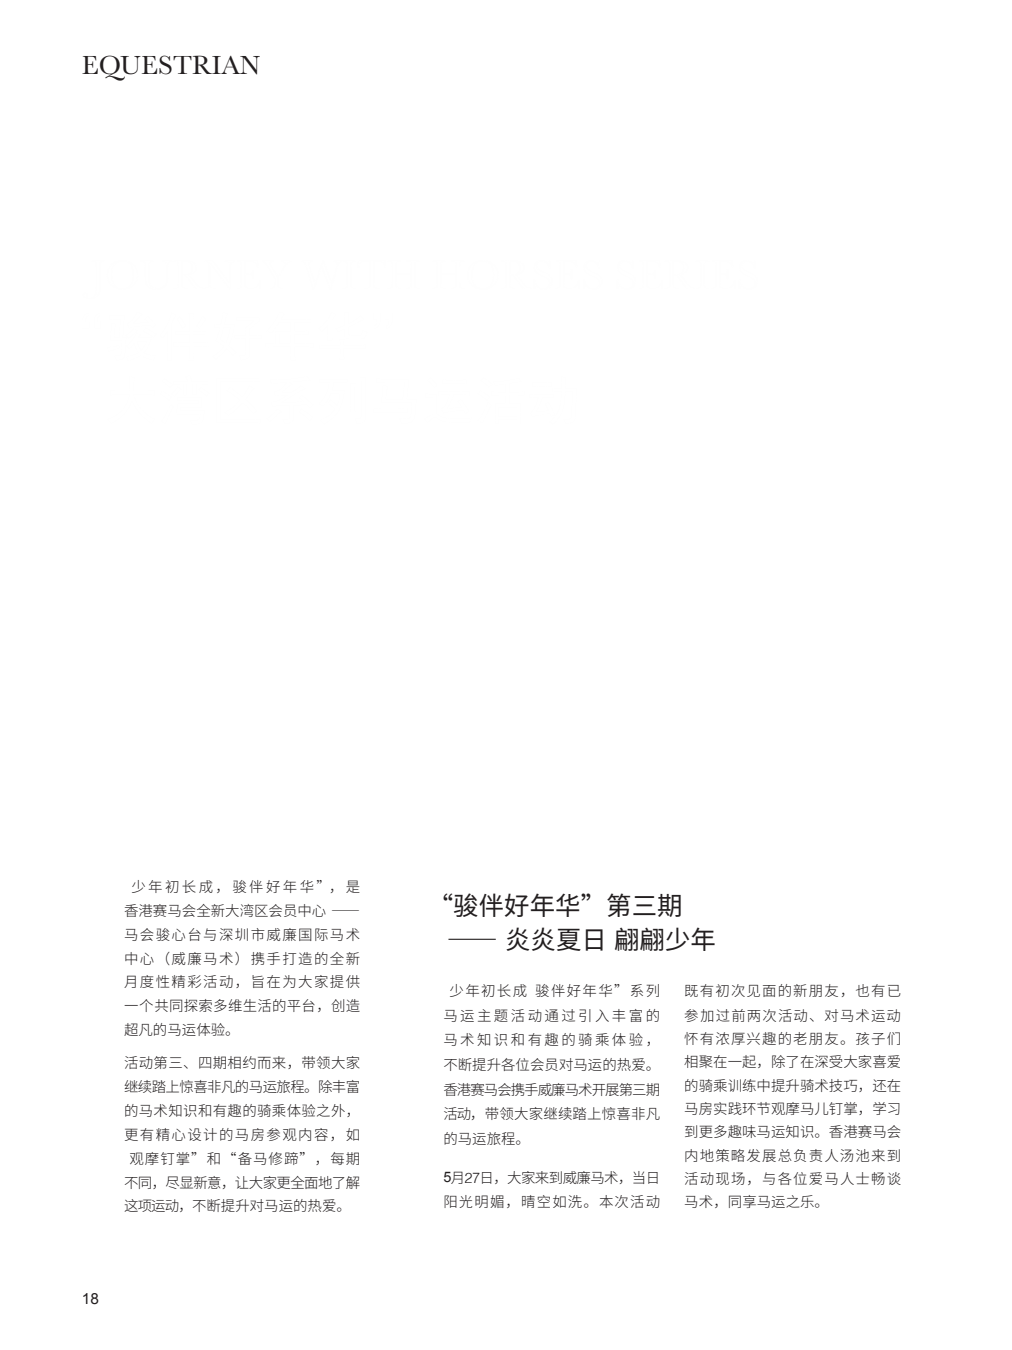 EQUESTRIAN
少年初长成，骏伴好年华”，是
香港赛马会全新大湾区会员中心 ——
马会骏心台与深圳市威廉国际马术
中心（威廉马术）携手打造的全新
月度性精彩活动，旨在为大家提供
一个共同探索多维生活的平台，创造
超凡的马运体验。
活动第三、四期相约而来，带领大家
继续踏上惊喜非凡的马运旅程。除丰富
的马术知识和有趣的骑乘体验之外，
更有精心设计的马房参观内容，如
观摩钉掌”和“备马修蹄”，每期
不同，尽显新意，让大家更全面地了解
这项运动，不断提升对马运的热爱。
“骏伴好年华”第三期
—— 炎炎夏日 翩翩少年
少年初长成 骏伴好年华”系列
马运主题活动通过引入丰富的
马术知识和有趣的骑乘体验，
不断提升各位会员对马运的热爱。
香港赛马会携手威廉马术开展第三期
活动，带领大家继续踏上惊喜非凡
的马运旅程。
5月27日，大家来到威廉马术，当日
阳光明媚，晴空如洗。本次活动
既有初次见面的新朋友，也有已
参加过前两次活动、对马术运动
怀有浓厚兴趣的老朋友。孩子们
相聚在一起，除了在深受大家喜爱
的骑乘训练中提升骑术技巧，还在
马房实践环节观摩马儿钉掌，学习
到更多趣味马运知识。香港赛马会
内地策略发展总负责人汤池来到
活动现场，与各位爱马人士畅谈
马术，同享马运之乐。
18